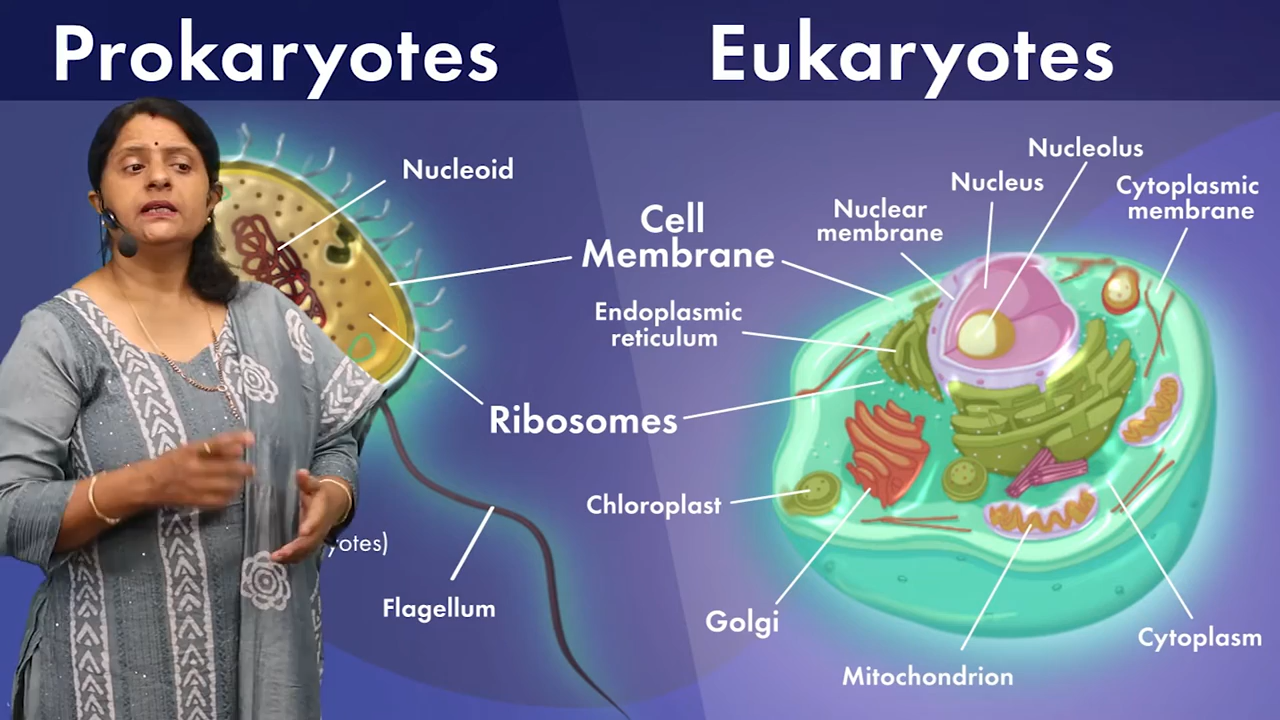 Prokaryotes
Eukaryotes
Nucleoid
Cell
Membrane
Ribosomes
yotes)
Flagellum
Nucleolus
Nucleus
Cytoplasmic
membrane
Nuclear
membrane
Endoplasmic
reticulum
Chloroplast
Golgi
Mitochondrion
Cytoplasm